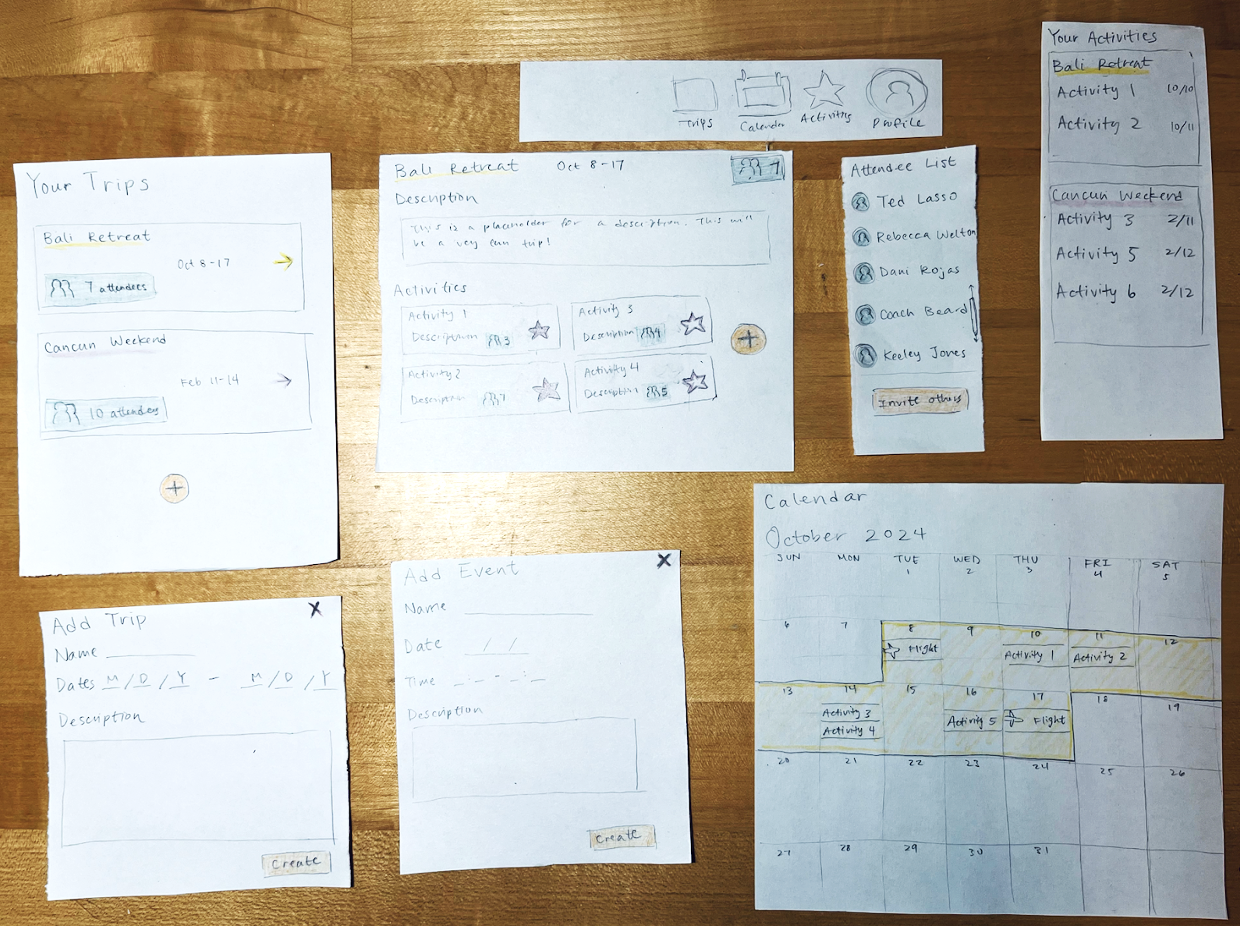 Trips
Calendar
Activities
Profile
Your Trips
Bali Retreat
Oct 8-17
7 attendees
Cancun Weekend
Feb 11-14
10 attendees
+
Bali Retreat Oct 8-17
7
Description
This is a placeholder for a description. This will
be a very fun trip!
Activities
Activity 1
Description 3
Activity 3
Description 4
Activity 2
Description 7
Activity 4
Description 5
+
Attendee List
Ted Lasso
Rebecca Welton
Dani Rojas
Coach Beard
Keeley Jones
Invite others
Your Activities
Bali Retreat
Activity 1 10/10
Activity 2 10/11
Cancun Weekend
Activity 3 2/11
Activity 5 2/12
Activity 6 2/12
Add Trip X
Name
Dates M/D/Y - M/D/Y
Description
Create
Add Event X
Name
Date / /
Time _:_ - _:_
Description
Create
Calendar
October 2024
SUN MON TUE WED THU FRI SAT
1 2 3 4 5
6 7 8 9 10 11 12
Flight Activity 1 Activity 2
13 14 15 16 17 18 19
Activity 3 Activity 5 Flight
Activity 4
20 21 22 23 24 25 26
27 28 29 30 31